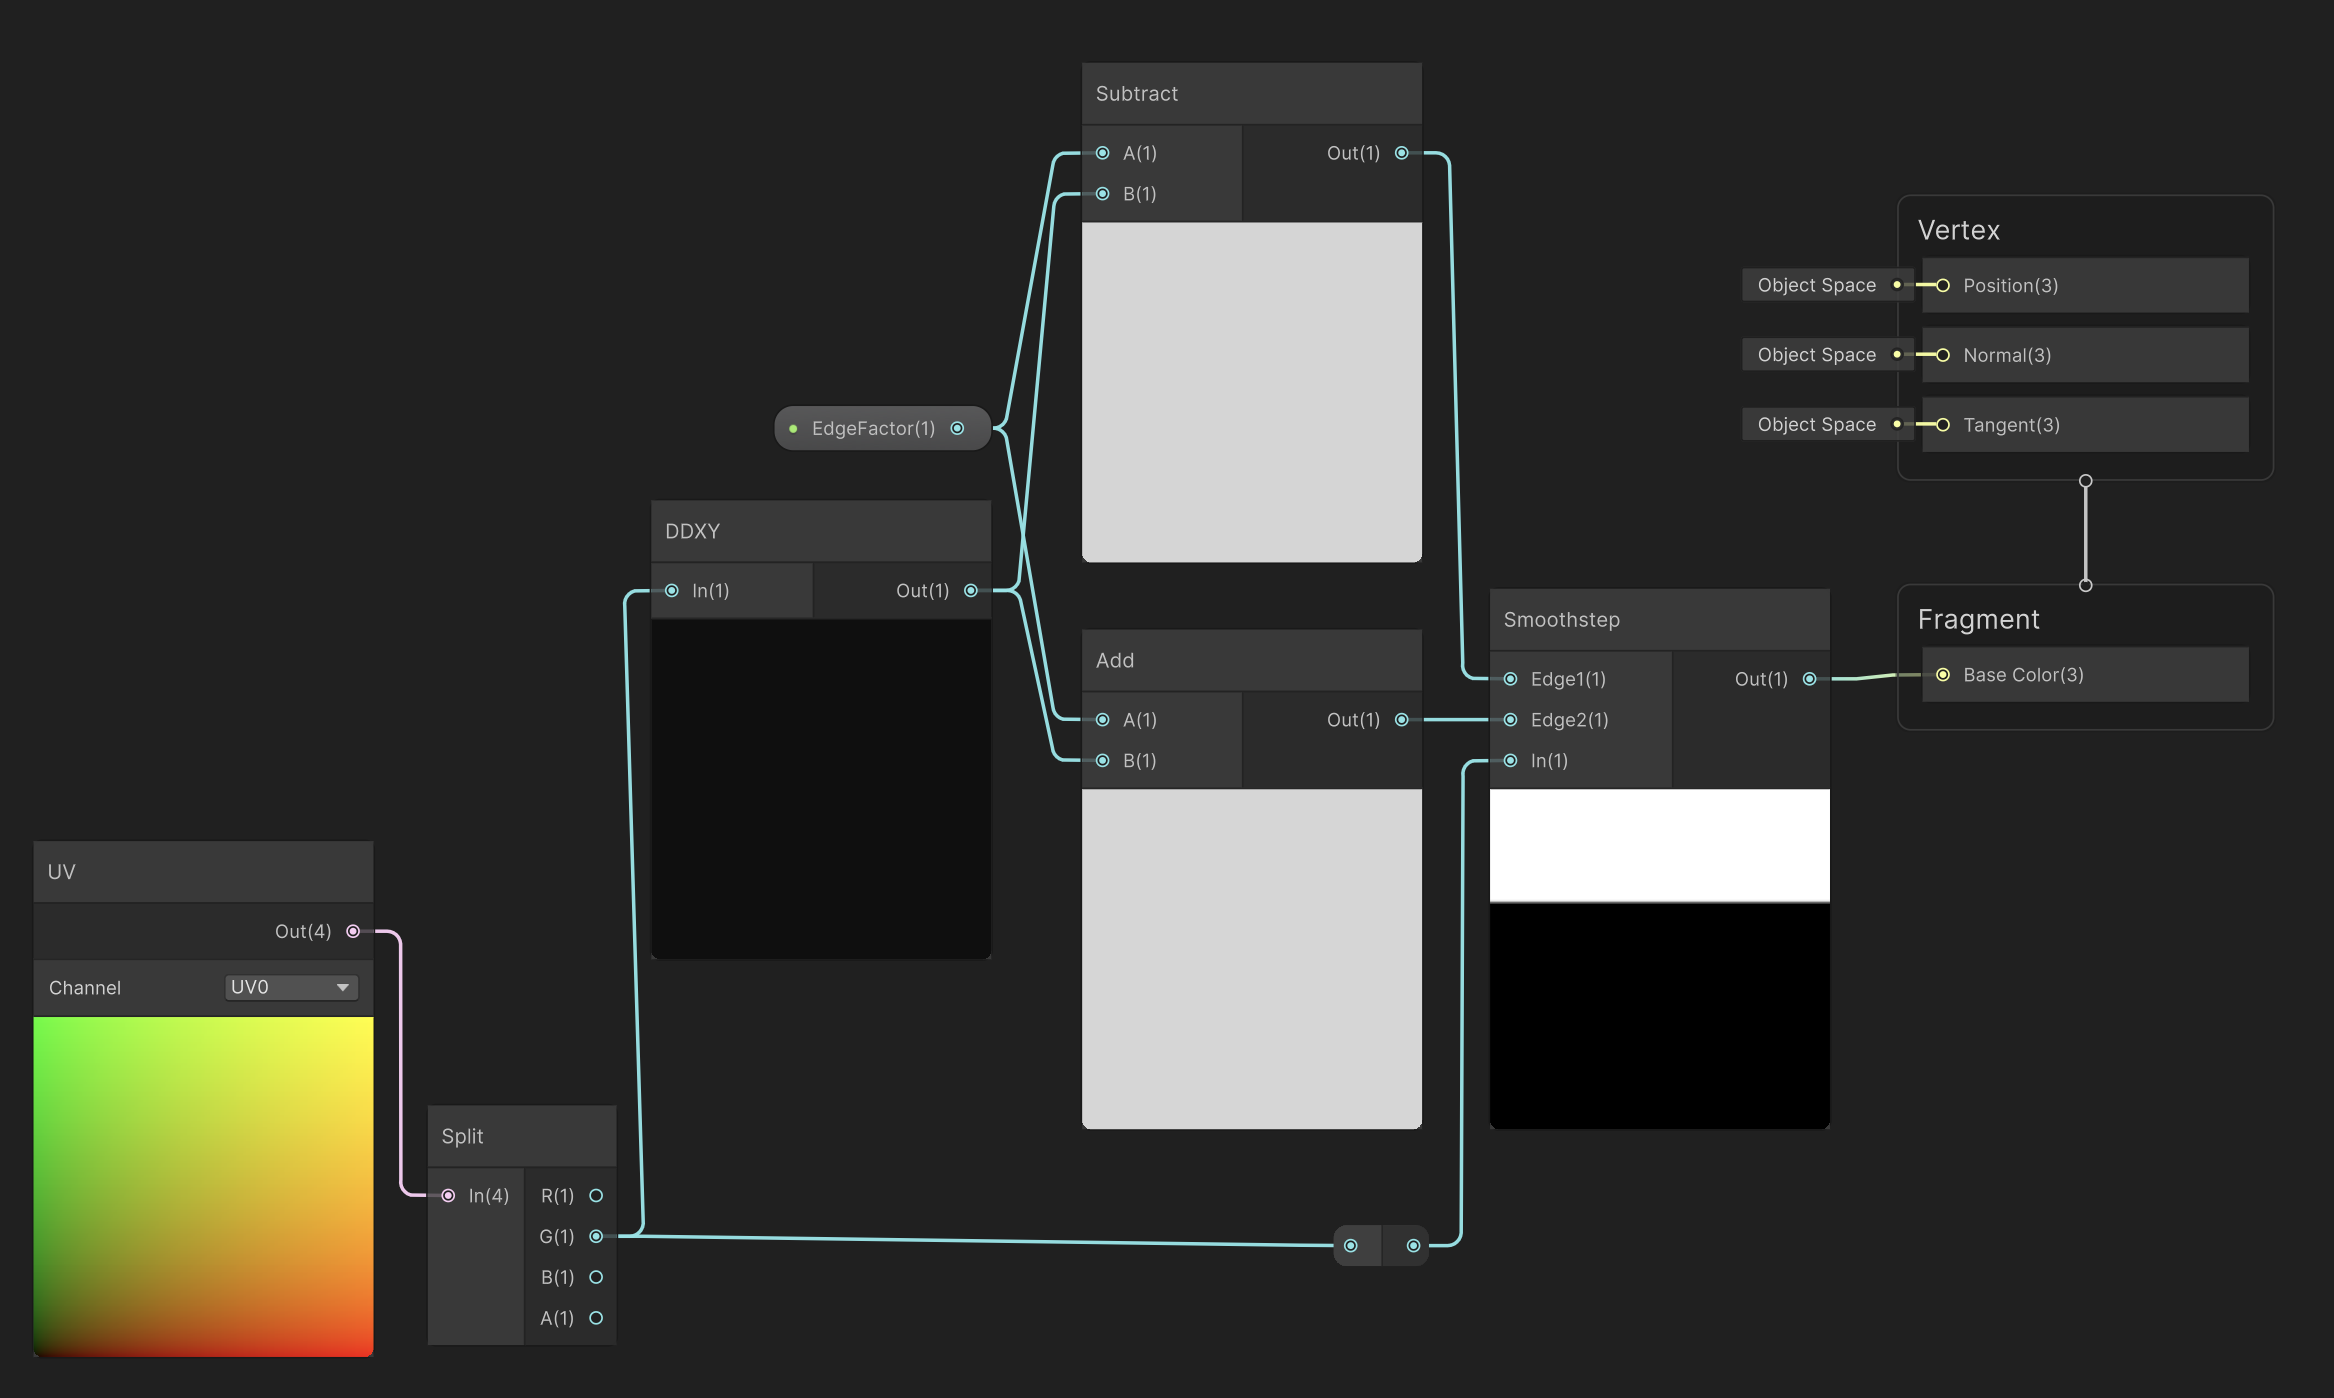 Subtract
A(1)
Out(1)
B(1)
Vertex
Object Space
Position(3)
Object Space
Normal(3)
Object Space
Tangent(3)
EdgeFactor(1)
DDXY
In(1)
Out(1)
Smoothstep
Edge1(1)
Out(1)
Edge2(1)
In(1)
Fragment
Base Color(3)
Add
A(1)
Out(1)
B(1)
UV
Out(4)
Channel
UV0
Split
In(4)
R(1)
G(1)
B(1)
A(1)